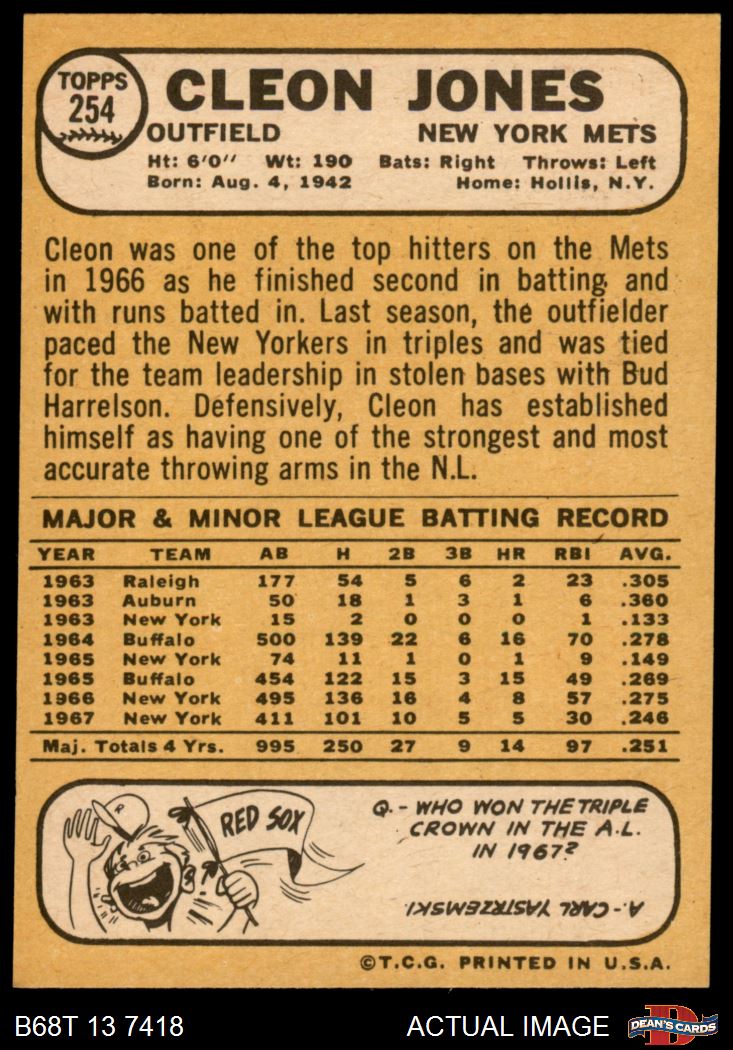 TOPPS
254
CLEON JONES
OUTFIELD NEW YORK METS
Ht: 6'0" Wt: 190 Bats: Right Throws: Left
Born: Aug. 4, 1942 Home: Hollis, N.Y.
Cleon was one of the top hitters on the Mets
in 1966 as he finished second in batting and
with runs batted in. Last season, the outfielder
paced the New Yorkers in triples and was tied
for the team leadership in stolen bases with Bud
Harrelson. Defensively, Cleon has established
himself as having one of the strongest and most
accurate throwing arms in the N.L.
MAJOR & MINOR LEAGUE BATTING RECORD
YEAR TEAM AB H 2B 3B HR RBI AVG.
1963 Raleigh 177 54 5 6 2 23 .305
1963 Auburn 50 18 1 3 1 6 .360
1963 New York 15 2 0 0 0 1 .133
1964 Buffalo 500 139 22 6 16 70 .278
1965 New York 74 11 1 0 1 9 .149
1965 Buffalo 454 122 15 3 15 49 .269
1966 New York 495 136 16 4 8 57 .275
1967 New York 411 101 10 5 5 30 .246
Maj. Totals 4 Yrs. 995 250 27 9 14 97 .251
R
RED SOX
Q.- WHO WON THE TRIPLE
CROWN IN THE A.L.
IN 1967?
A.- CARL YASTRZEMSKI
©T.C.G. PRINTED IN U.S.A.
B68T 13 7418 ACTUAL IMAGE
D
DEAN'S CARDS